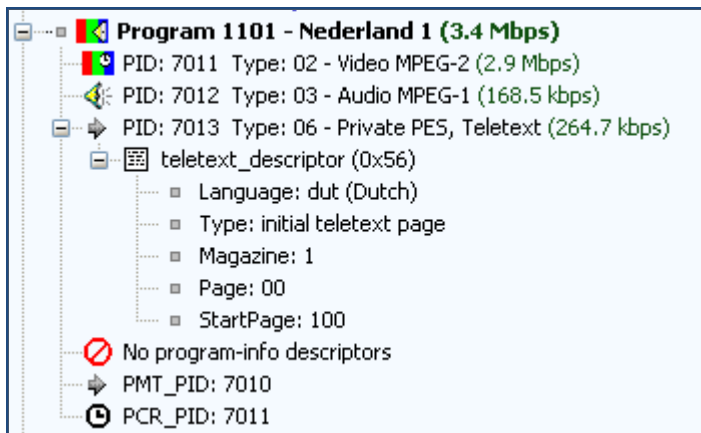 Program 1101 - Nederland 1 (3.4 Mbps)
PID: 7011 Type: 02 - Video MPEG-2 (2.9 Mbps)
PID: 7012 Type: 03 - Audio MPEG-1 (168.5 kbps)
PID: 7013 Type: 06 - Private PES, Teletext (264.7 kbps)
teletext_descriptor (0x56)
Language: dut (Dutch)
Type: initial teletext page
Magazine: 1
Page: 00
StartPage: 100
No program-info descriptors
PMT_PID: 7010
PCR_PID: 7011